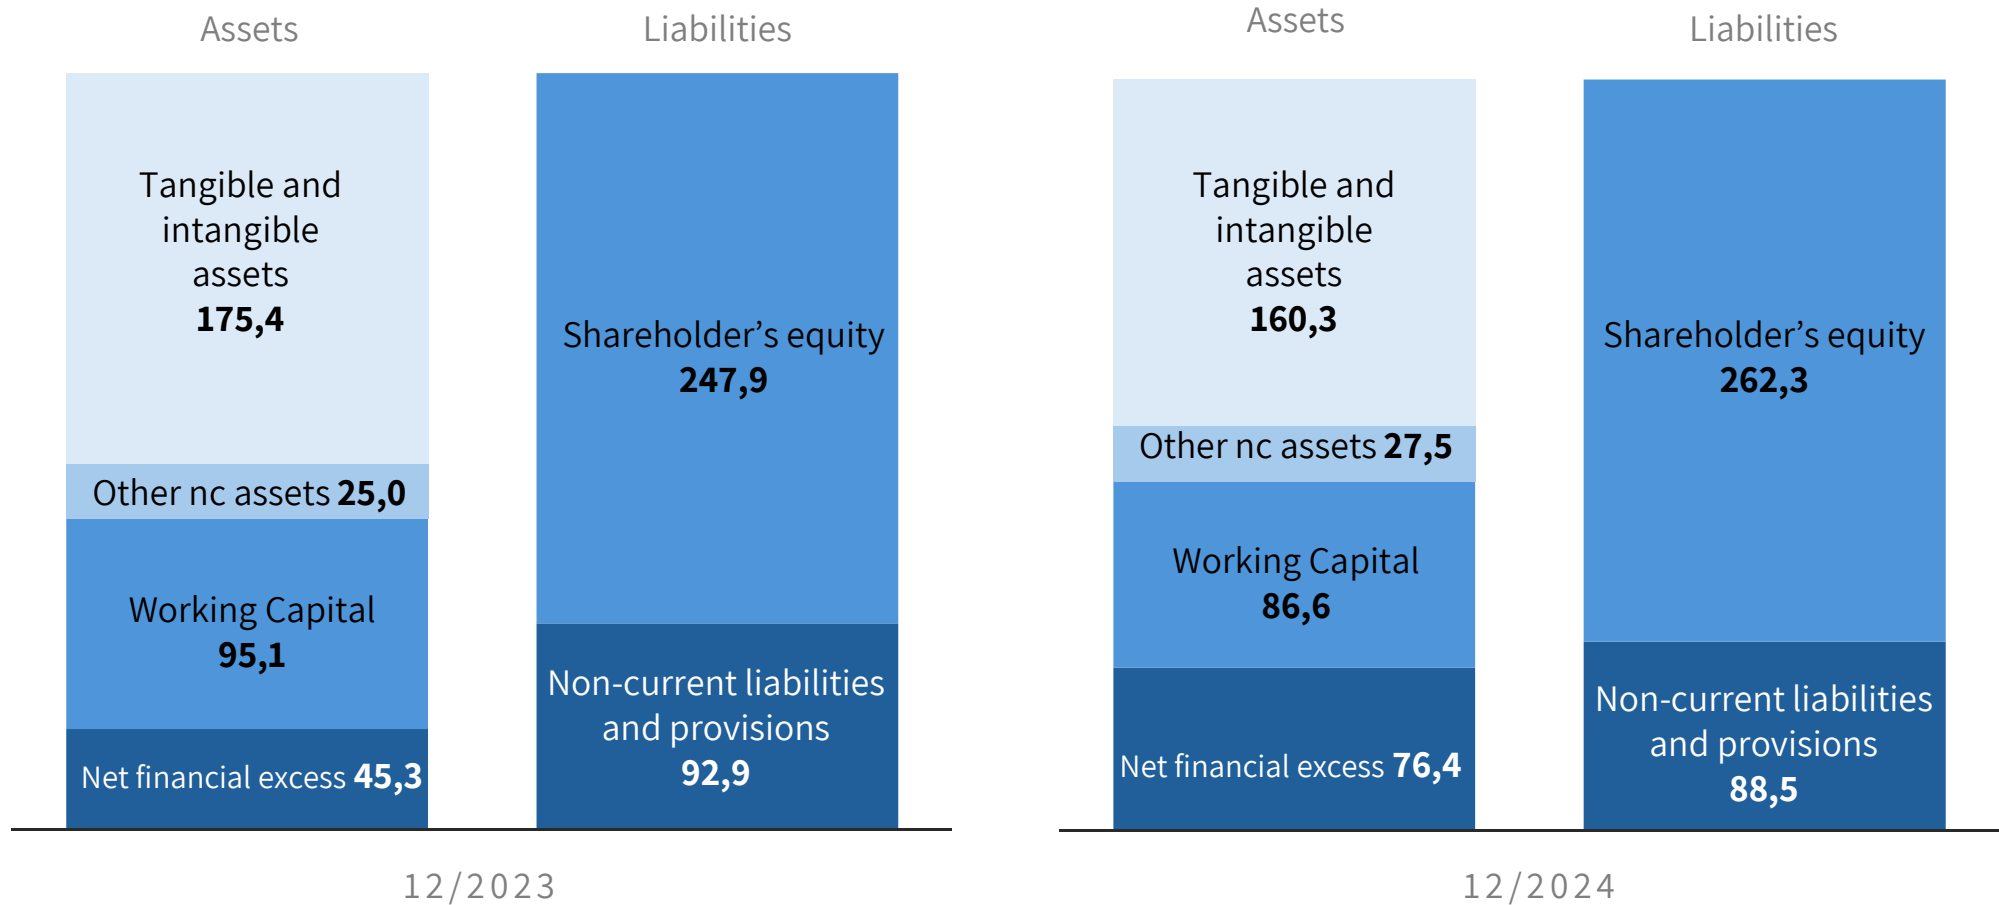 Assets
Liabilities
Tangible and
intangible
assets
175,4
Other nc assets 25,0
Working Capital
95,1
Net financial excess 45,3
Shareholder’s equity
247,9
Non-current liabilities
and provisions
92,9
12/2023
Assets
Liabilities
Tangible and
intangible
assets
160,3
Other nc assets 27,5
Working Capital
86,6
Net financial excess 76,4
Shareholder’s equity
262,3
Non-current liabilities
and provisions
88,5
12/2024